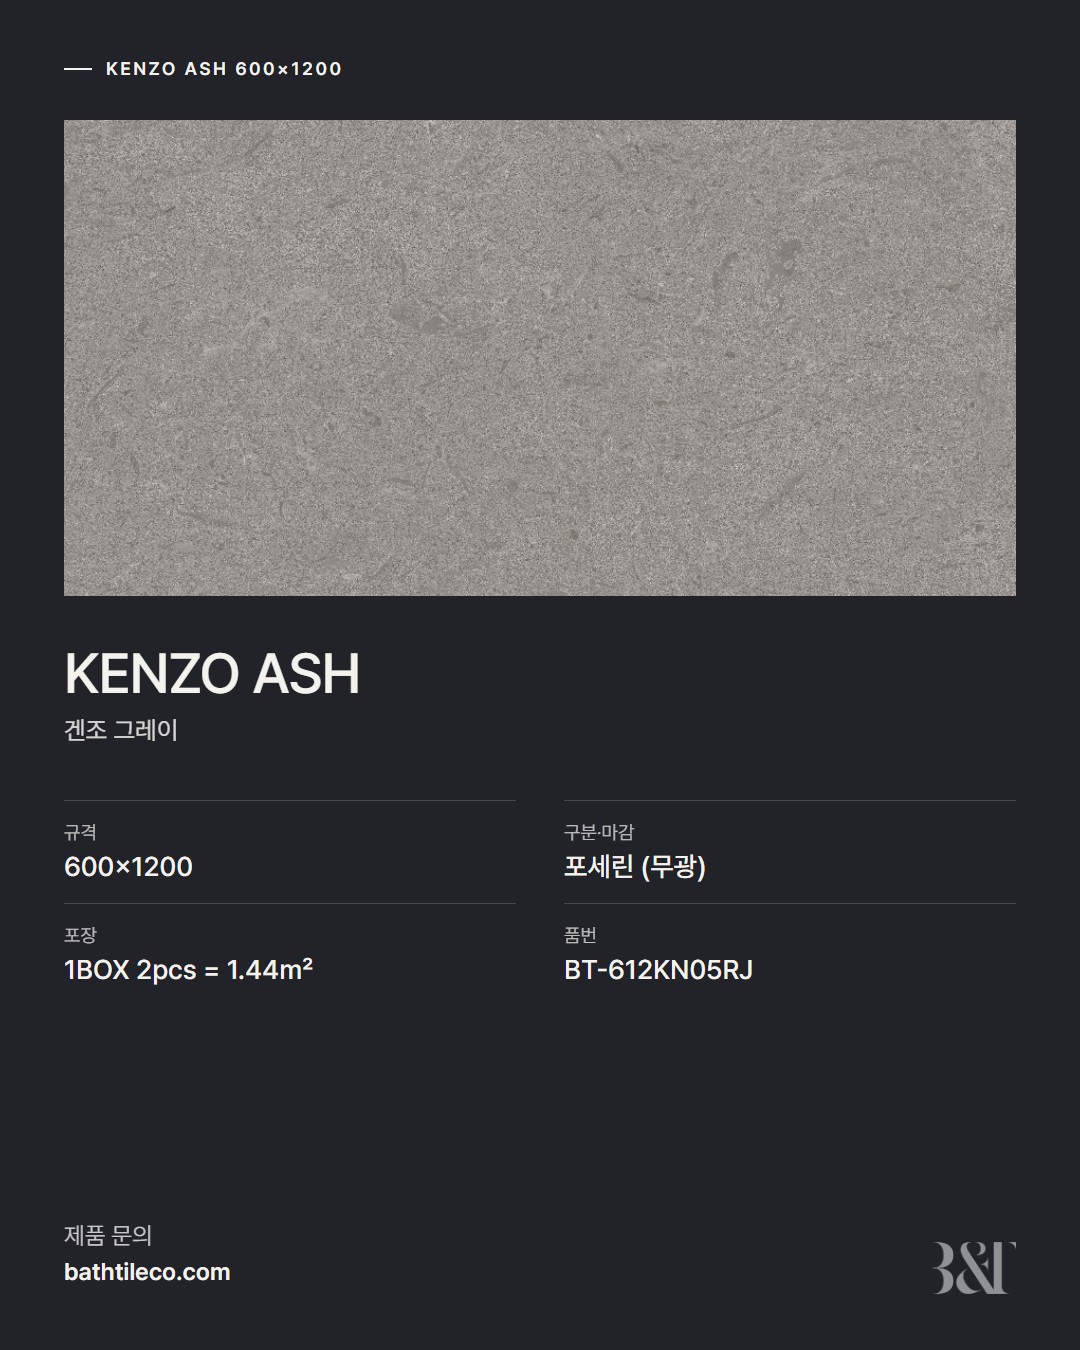 KENZO ASH 600×1200
KENZO ASH
겐조 그레이
규격
600×1200
구분·마감
포세린 (무광)
포장
1BOX 2pcs = 1.44m²
품번
BT-612KN05RJ
제품 문의
bathtileco.com
B&T